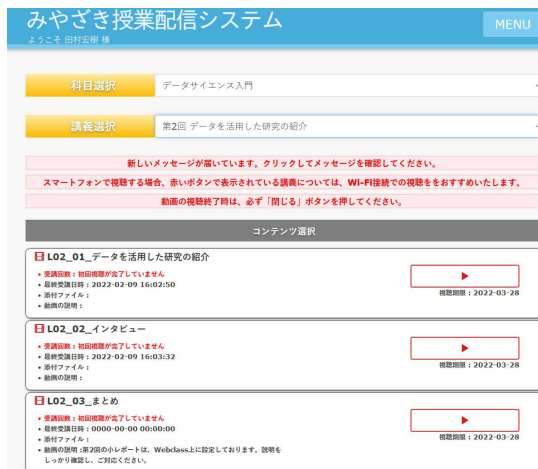 みやざき授業配信システム
MENU
ようこそ 田村宏樹 様
科目選択
データサイエンス入門
講義選択
第2回 データを活用した研究の紹介
新しいメッセージが届いています。クリックしてメッセージを確認してください。
スマートフォンで視聴する場合、赤いボタンで表示されている講義については、Wi-Fi接続での視聴ををおすすめいたします。
動画の視聴終了時は、必ず「閉じる」ボタンを押してください。
コンテンツ選択
L02_01_データを活用した研究の紹介
• 受講回数：初回視聴が完了していません
• 最終受講日時：2022-02-09 16:02:50
• 添付ファイル：
• 動画の説明：
視聴期限：2022-03-28
L02_02_インタビュー
• 受講回数：初回視聴が完了していません
• 最終受講日時：2022-02-09 16:03:32
• 添付ファイル：
• 動画の説明：
視聴期限：2022-03-28
L02_03_まとめ
• 受講回数：初回視聴が完了していません
• 最終受講日時：0000-00-00 00:00:00
• 添付ファイル：
• 動画の説明：第2回の小レポートは、Webclass上に設定しております。説明を
しっかり確認し、ご対応ください。
視聴期限：2022-03-28